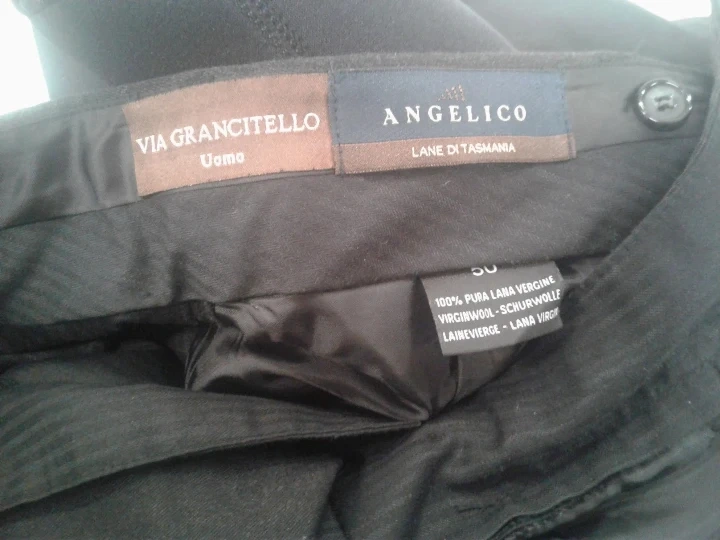 VIA GRANCITELLO
Uomo
ANGELICO
LANE DI TASMANIA
50
100% PURA LANA VERGINE
VIRGINWOOL - SCHURWOLLE
LAINEVIERGE - LANA VIRGIN